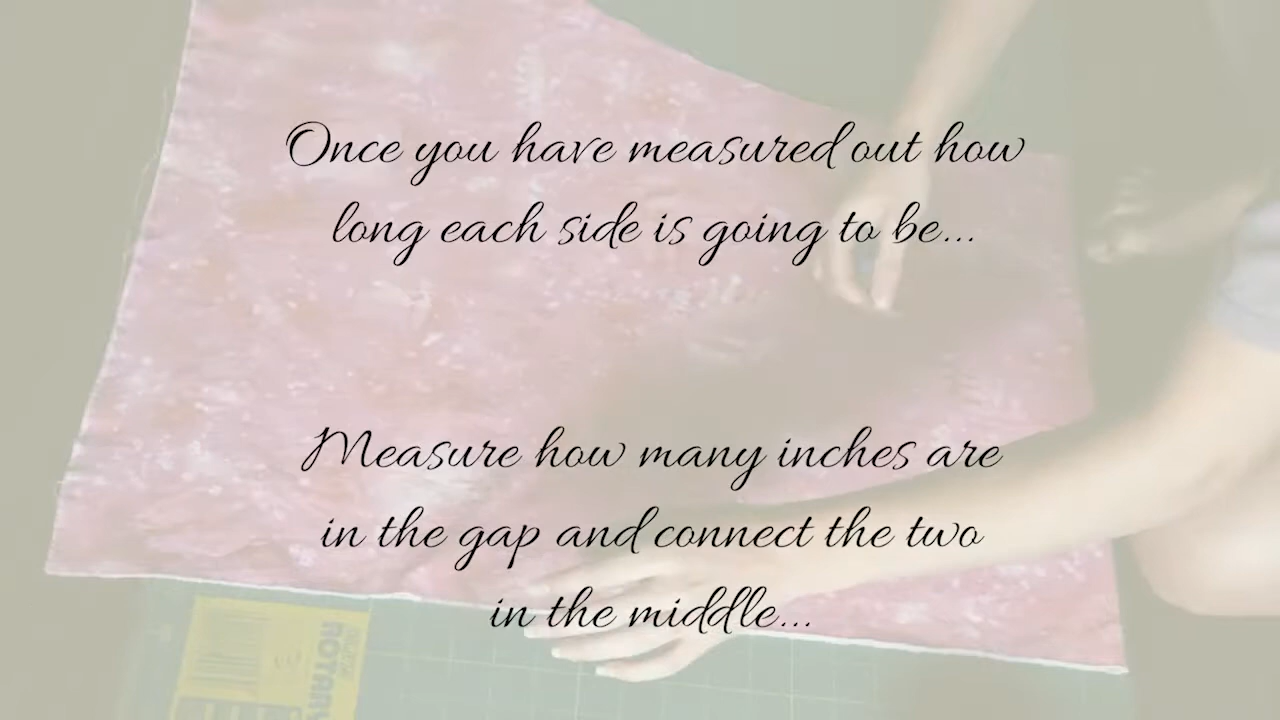 Once you have measured out how
long each side is going to be...
Measure how many inches are
in the gap and connect the two
in the middle...